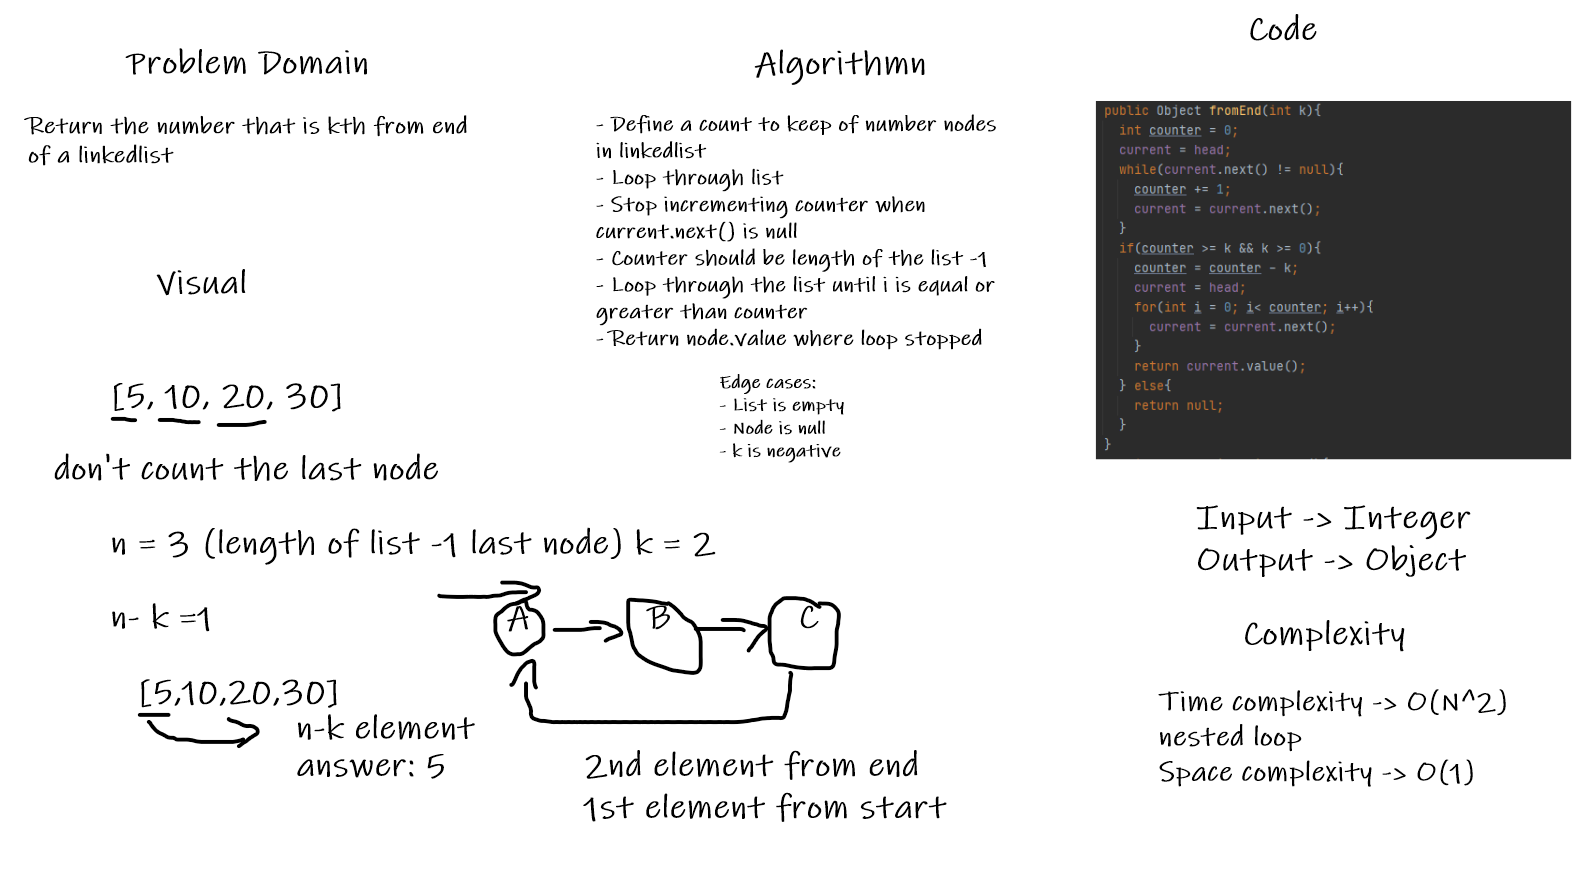 Problem Domain
Return the number that is kth from end
of a linkedlist
Visual
[5, 10, 20, 30]
don't count the last node
n = 3 (length of list -1 last node) k = 2
n- k =1
[5,10,20,30]
n-k element
answer: 5
A
B
C
2nd element from end
1st element from start
Algorithmn
- Define a count to keep of number nodes
in linkedlist
- Loop through list
- Stop incrementing counter when
current.next() is null
- Counter should be length of the list -1
- Loop through the list until i is equal or
greater than counter
- Return node.value where loop stopped
Edge cases:
- List is empty
- Node is null
- k is negative
Code
public Object fromEnd(int k){
int counter = 0;
current = head;
while(current.next() != null){
counter += 1;
current = current.next();
}
if(counter >= k && k >= 0){
counter = counter - k;
current = head;
for(int i = 0; i< counter; i++){
current = current.next();
}
return current.value();
} else{
return null;
}
}
Input -> Integer
Output -> Object
Complexity
Time complexity -> O(N^2)
nested loop
Space complexity -> O(1)